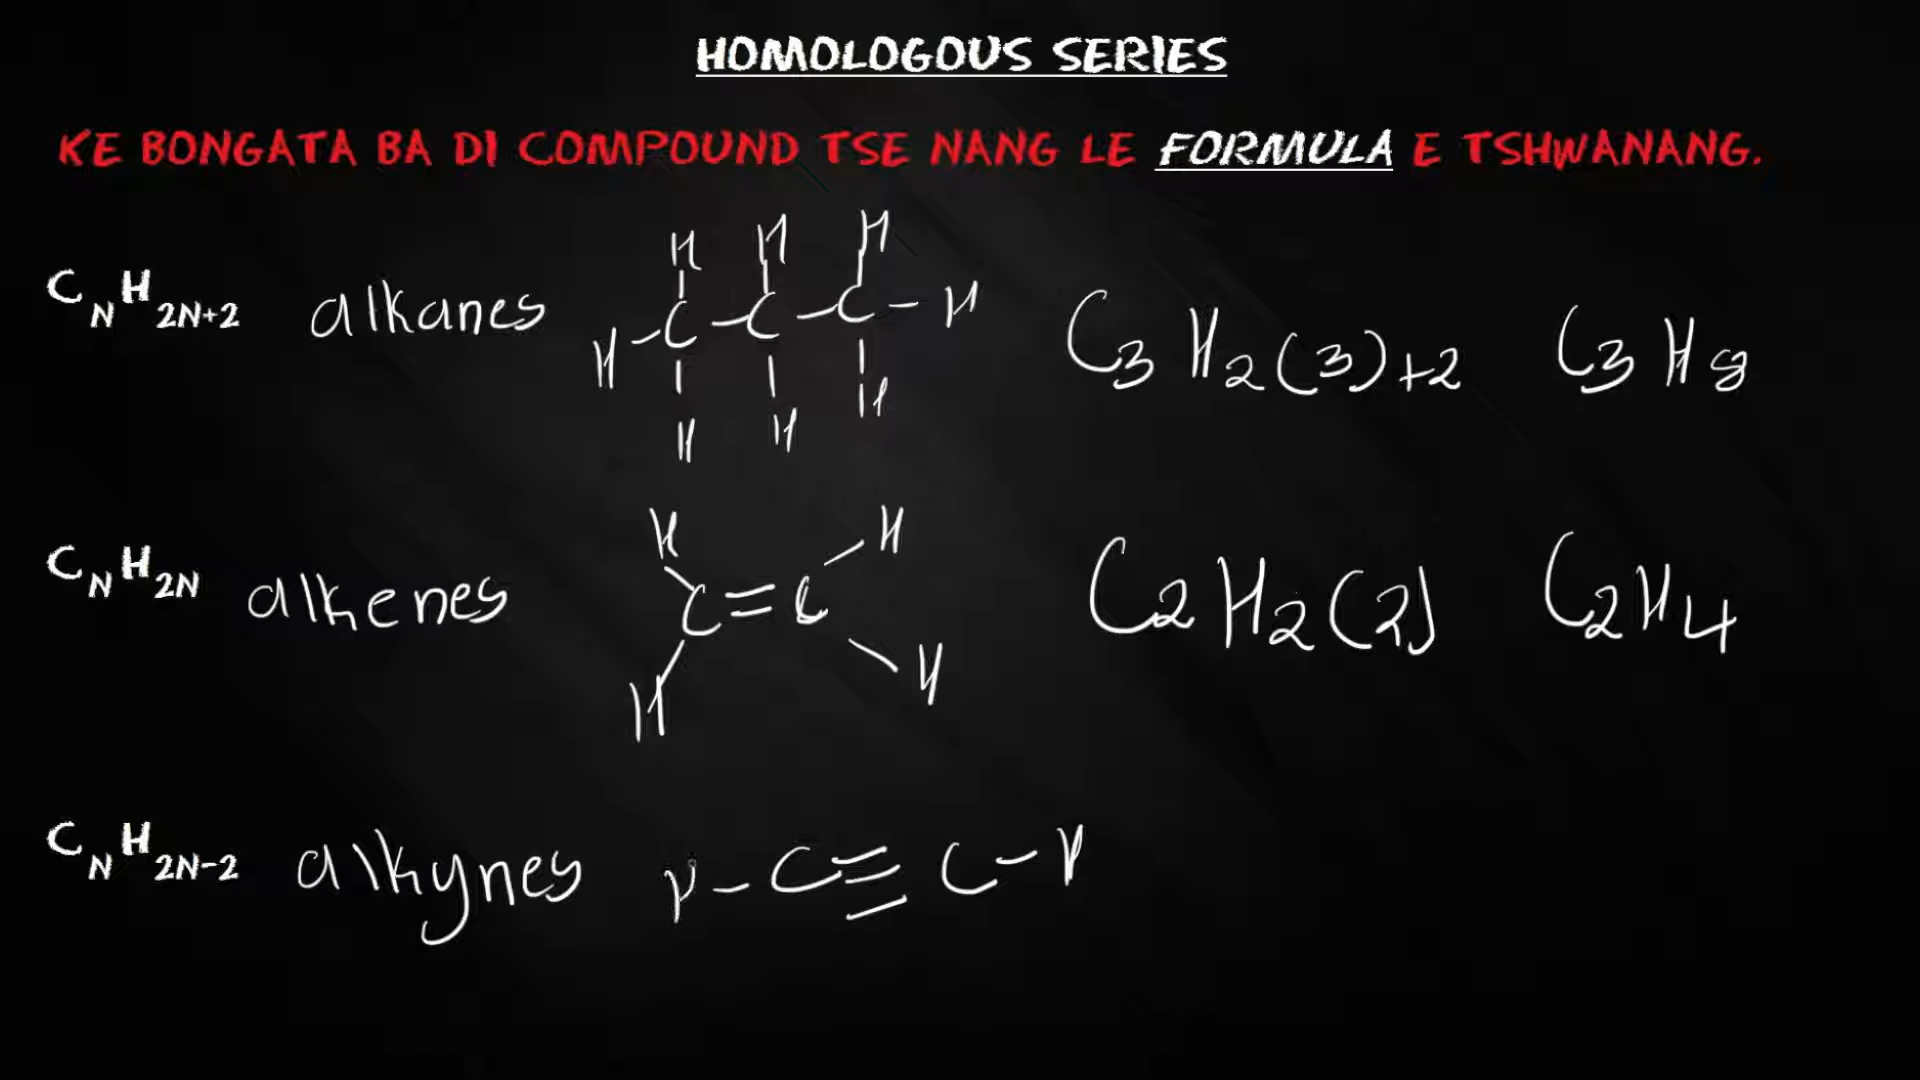 HOMOLOGOUS SERIES
KE BONGATA BA DI COMPOUND TSE NANG LE FORMULA E TSHWANANG.
H H H
CNH2N+2 alkanes H-C-C-C-H C3H2(3)+2 C3H8
H H H
H H
CNH2N alkenes C=C C2H2(2) C2H4
H H
CNH2N-2 alkynes H-C≡C-H